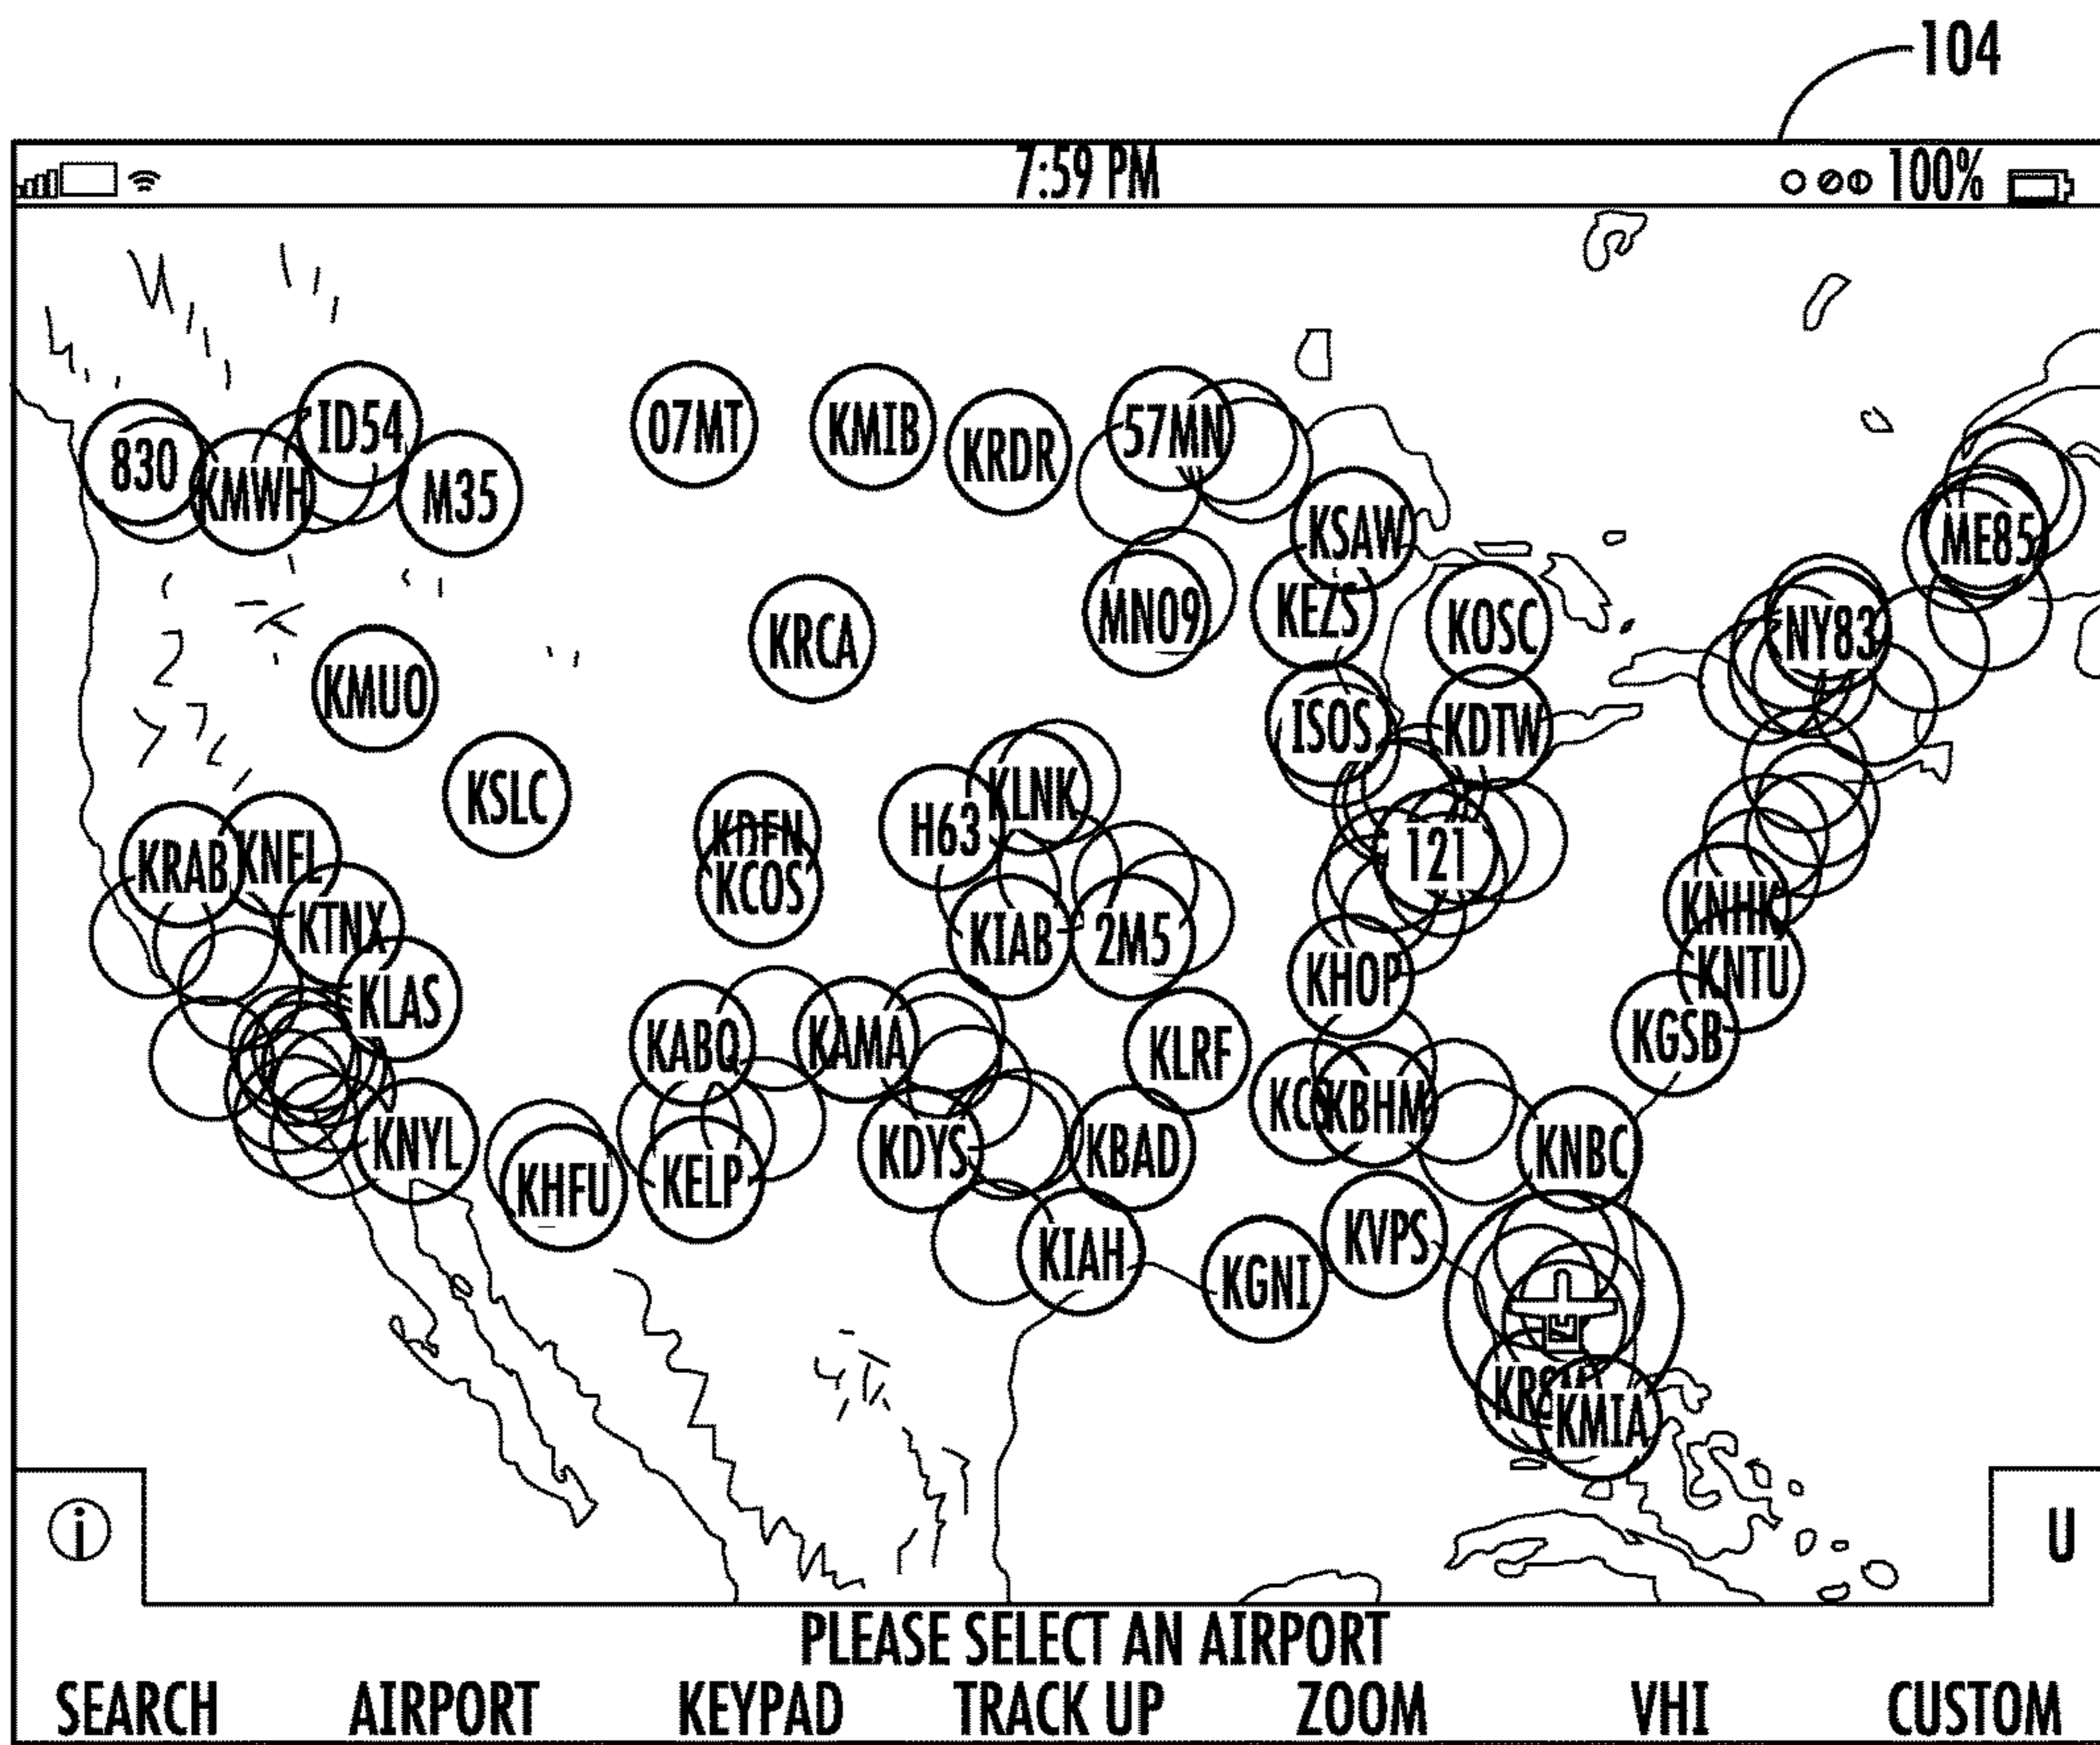 104
7:59 PM 100%
ID54
07MT
KMIB
57MN
830
KMWH
M35
KRDR
KSAW
ME85
KRCA
MN09
KEZS
KOSC
NY83
KMUO
ISOS
KDTW
KSLC
KLNK
KDEN
H63
121
KRAB
KNFL
KCOS
KTNX
KIAB
2M5
KNHK
KHOP
KNTU
KLAS
KABQ
KAMA
KLRF
KGSB
KBHM
KNYL
KHFU
KELP
KDYS
KBAD
KNBC
KIAH
KGNI
KVPS
KMIA
i
U
PLEASE SELECT AN AIRPORT
SEARCH AIRPORT KEYPAD TRACK UP ZOOM VHI CUSTOM